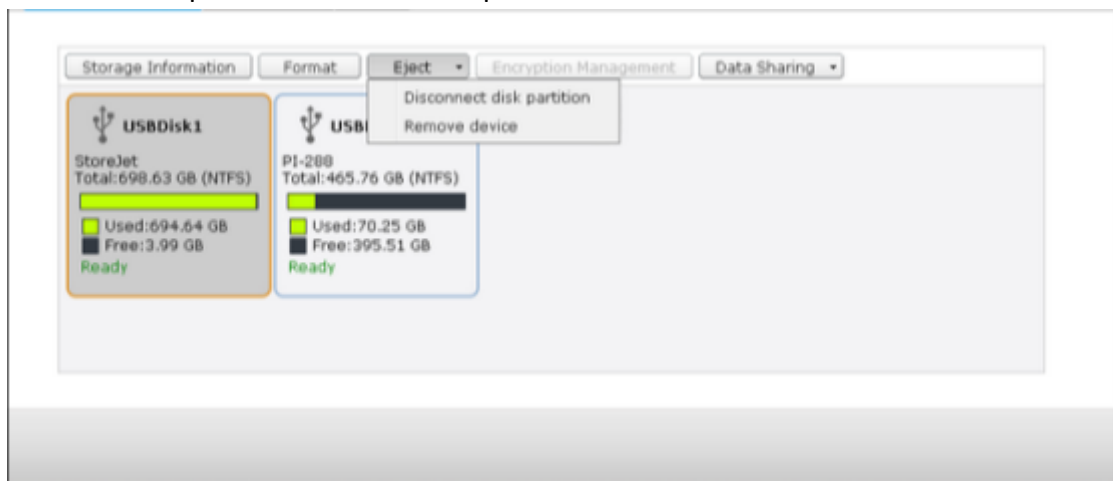 Storage Information
Format
Eject
Encryption Management
Data Sharing
Disconnect disk partition
Remove device
USBDisk1
StoreJet
Total:698.63 GB (NTFS)
Used:694.64 GB
Free:3.99 GB
Ready
USB
PI-288
Total:465.76 GB (NTFS)
Used:70.25 GB
Free:395.51 GB
Ready